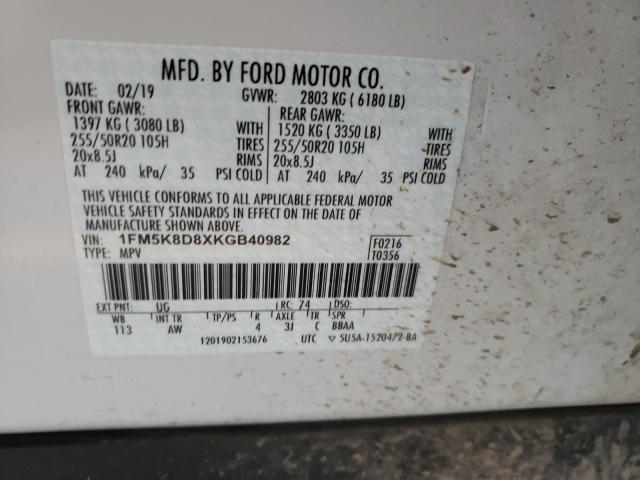 MFD. BY FORD MOTOR CO.
DATE: 02/19 GVWR: 2803 KG ( 6180 LB)
FRONT GAWR: REAR GAWR:
1397 KG ( 3080 LB) WITH 1520 KG ( 3350 LB) WITH
255/50R20 105H TIRES 255/50R20 105H TIRES
20x8.5J RIMS 20x8.5J RIMS
AT 240 kPa/ 35 PSI COLD AT 240 kPa/ 35 PSI COLD
THIS VEHICLE CONFORMS TO ALL APPLICABLE FEDERAL MOTOR
VEHICLE SAFETY STANDARDS IN EFFECT ON THE DATE OF
MANUFACTURE SHOWN ABOVE.
VIN: 1FM5K8D8XKGB40982 F0216
TYPE: MPV T0356
EXT PNT: UG RC: 74 DSO:
WB INT TR TP/PS R AXLE TR SPR
113 AW 4 3J C BBAA
1201902153676 UTC ▽ 5U5A-1520472-BA